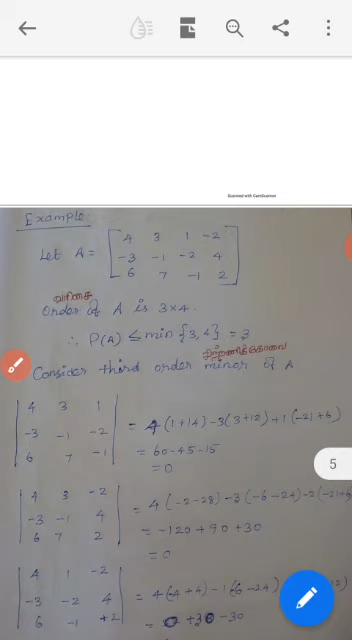 Scanned with CamScanner
Example
Let A = [ 4 3 1 -2
-3 -1 -2 4
6 7 -1 2 ]
வரிசை
Order of A is 3×4.
∴ P(A) ≤ min {3,4} = 3
சிற்றணிக்கோவை
Consider third order minor of A
| 4 3 1 |
| -3 -1 -2 | = 4(1+14) -3(3+12) +1(-21+6)
| 6 7 -1 | = 60-45-15
= 0
5
| 4 3 -2 | = 4(-2-28) -3(-6-24) -2(-21+6
| -3 -1 4 | = -120 + 90 + 30
| 6 7 2 |
= 0
| 4 1 -2 |
| -3 -2 4 | = 4(-4+4) -1(-6-24) 12)
| 6 -1 +2 | = 0 + 30 - 30